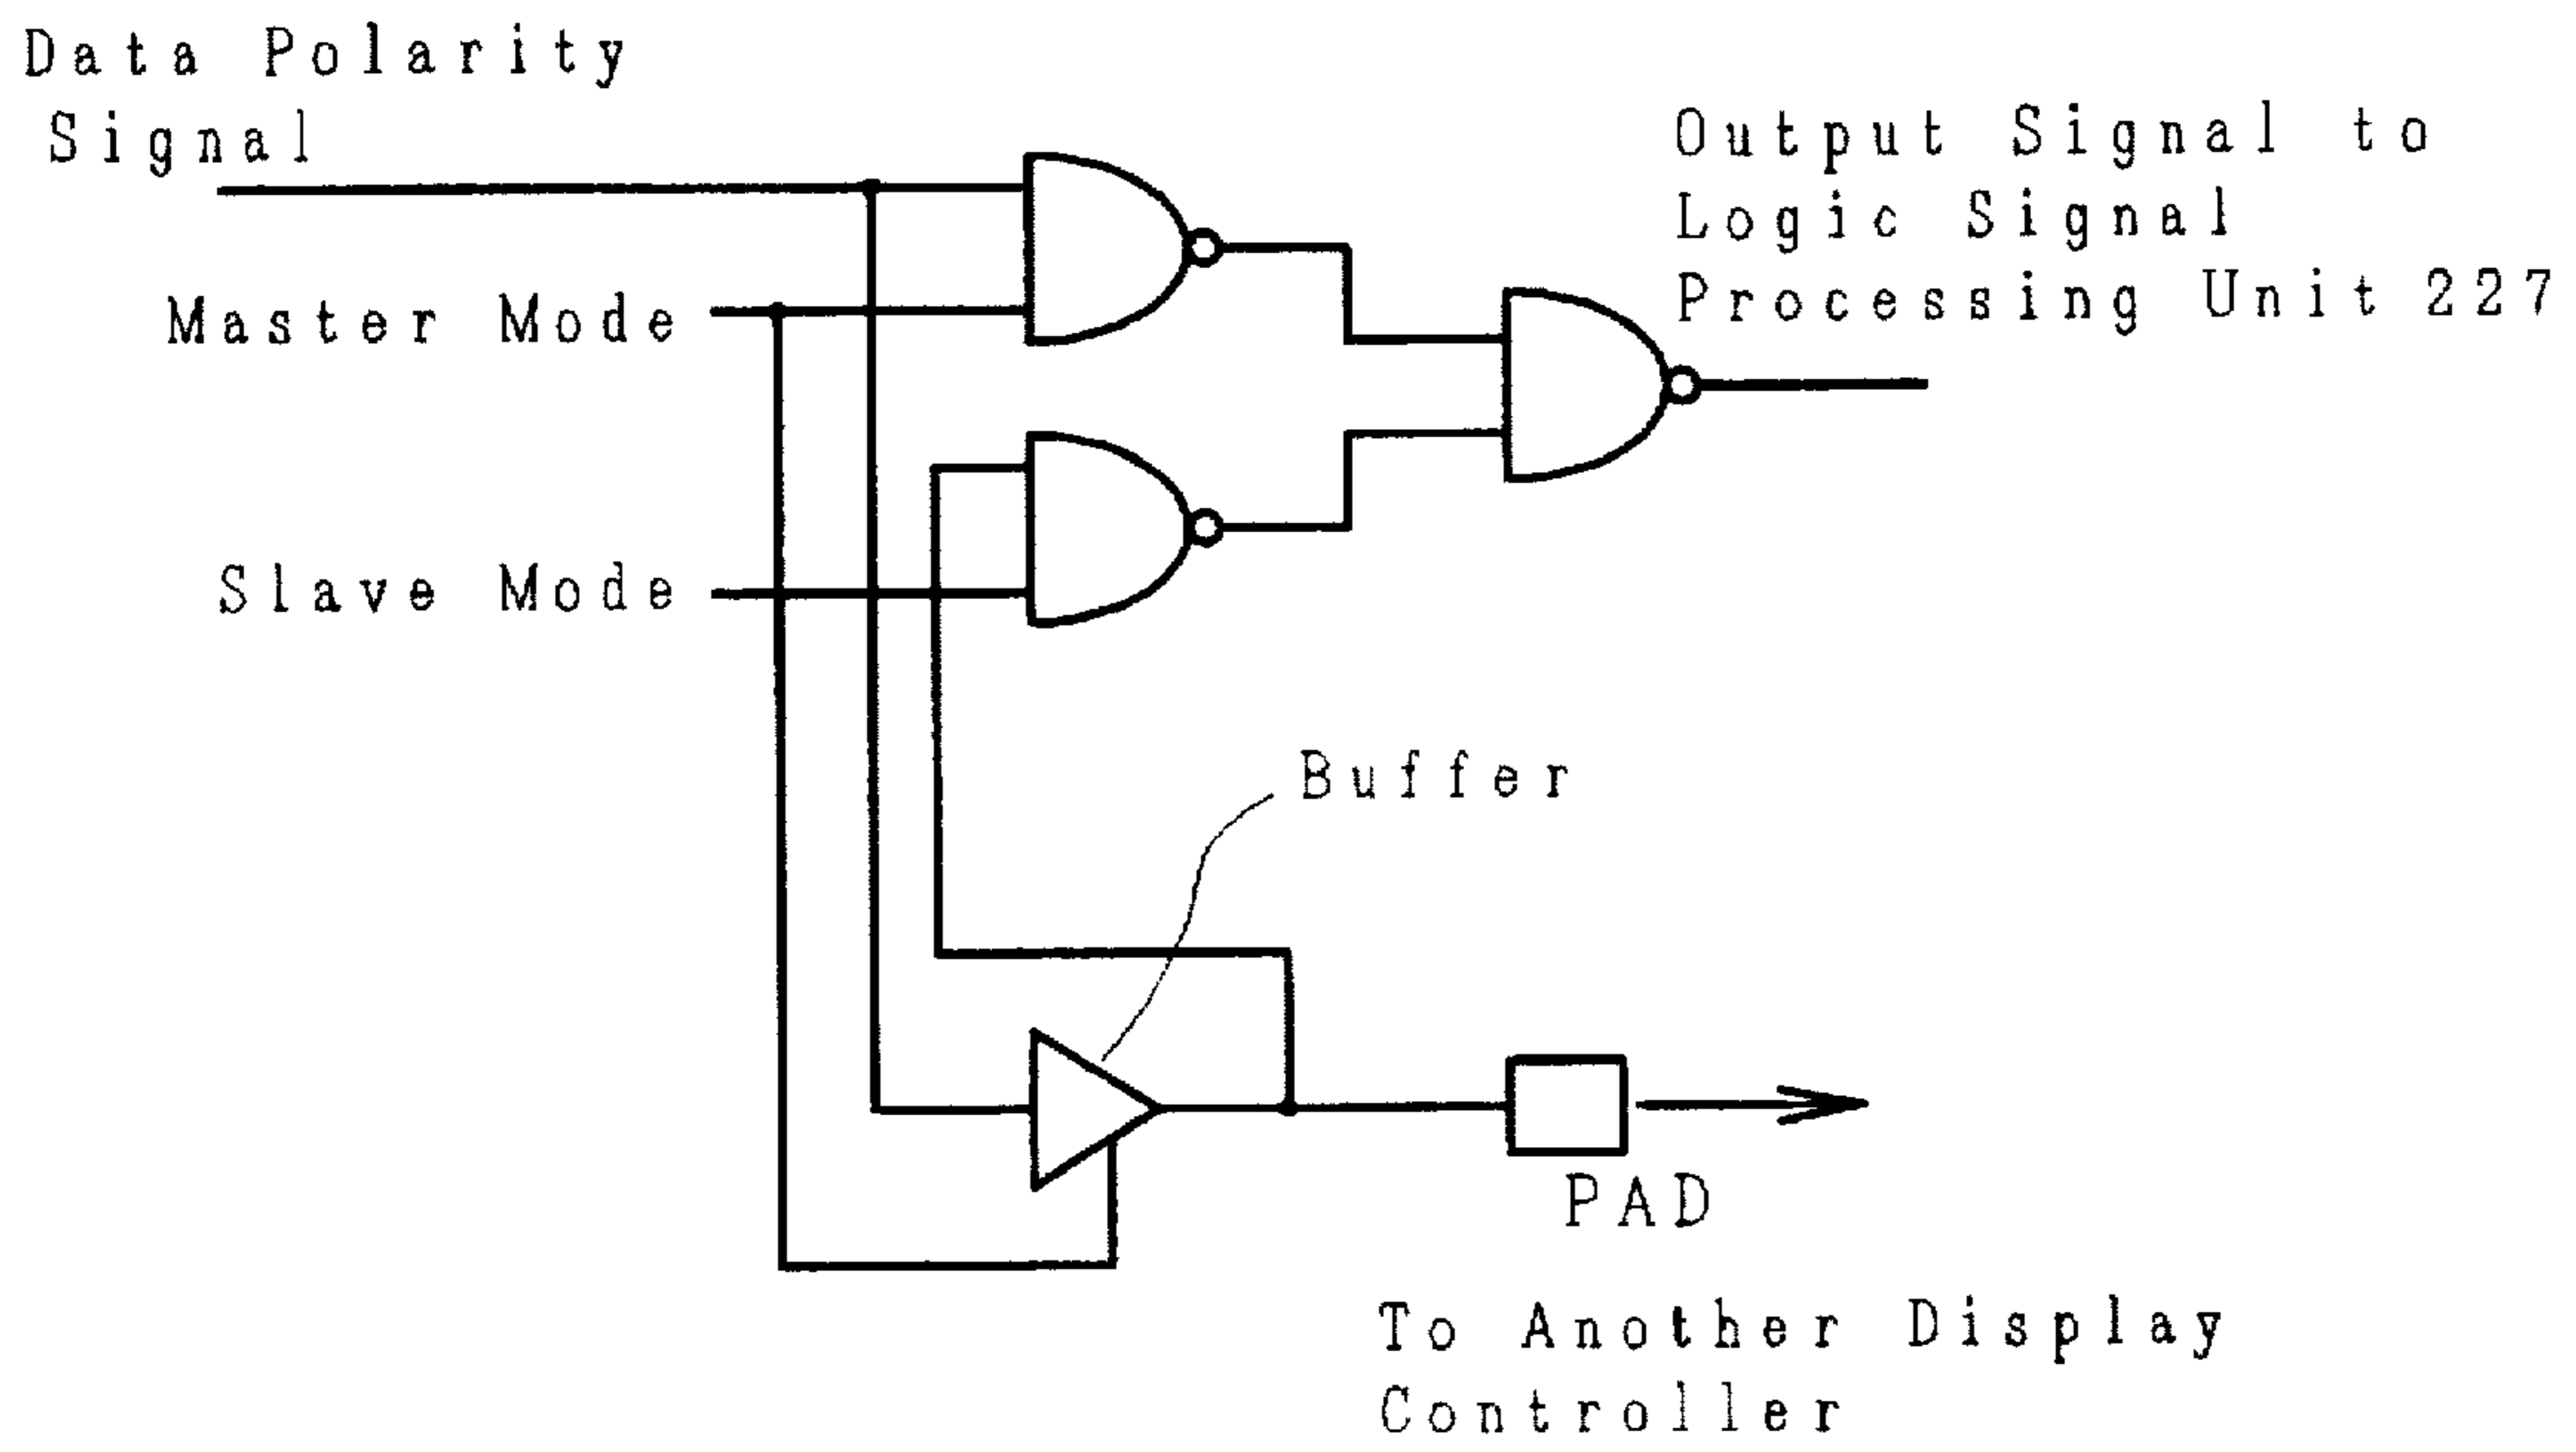 Data Polarity
Signal
Output Signal to
Logic Signal
Processing Unit 227
Master Mode
Slave Mode
Buffer
PAD
To Another Display
Controller